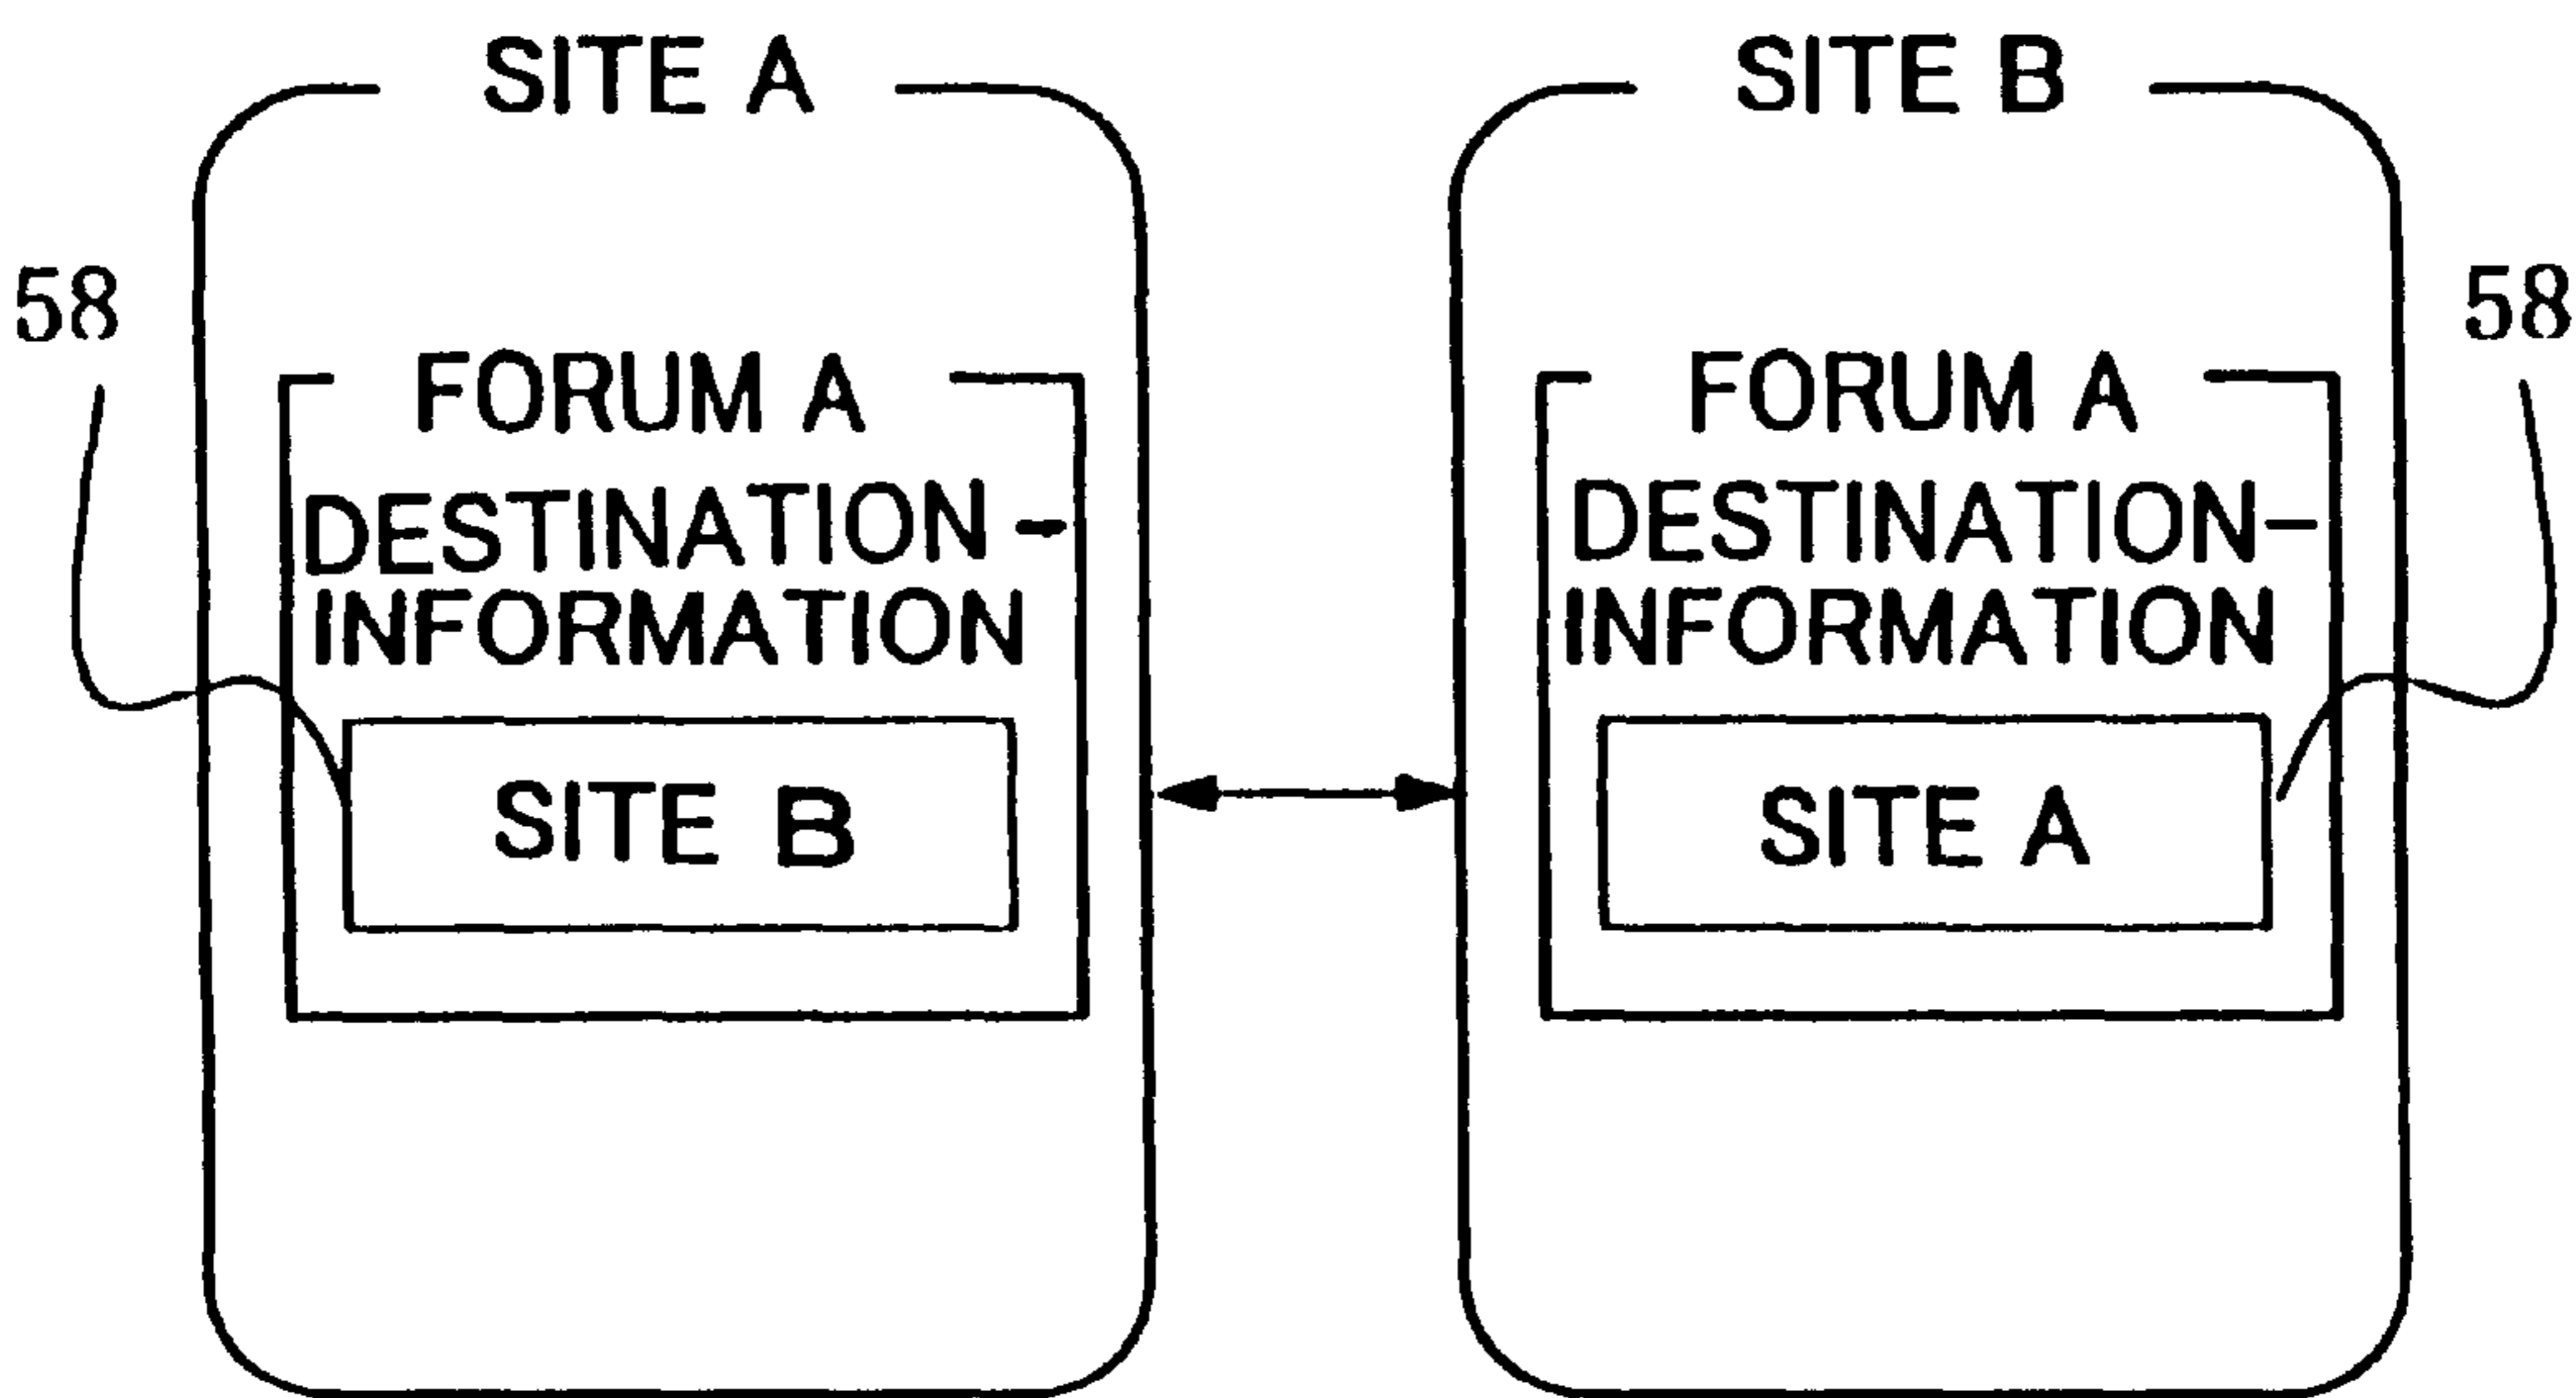 SITE A
58
FORUM A
DESTINATION-
INFORMATION
SITE B
SITE B
58
FORUM A
DESTINATION-
INFORMATION
SITE A